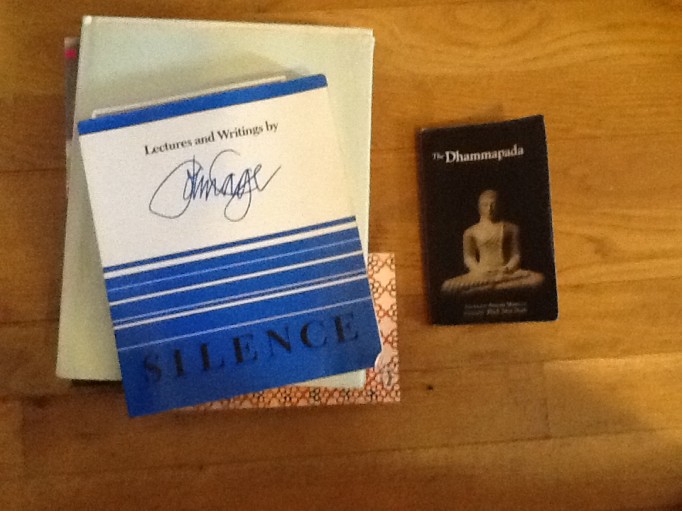 Lectures and Writings by
John Cage
SILENCE
The Dhammapada